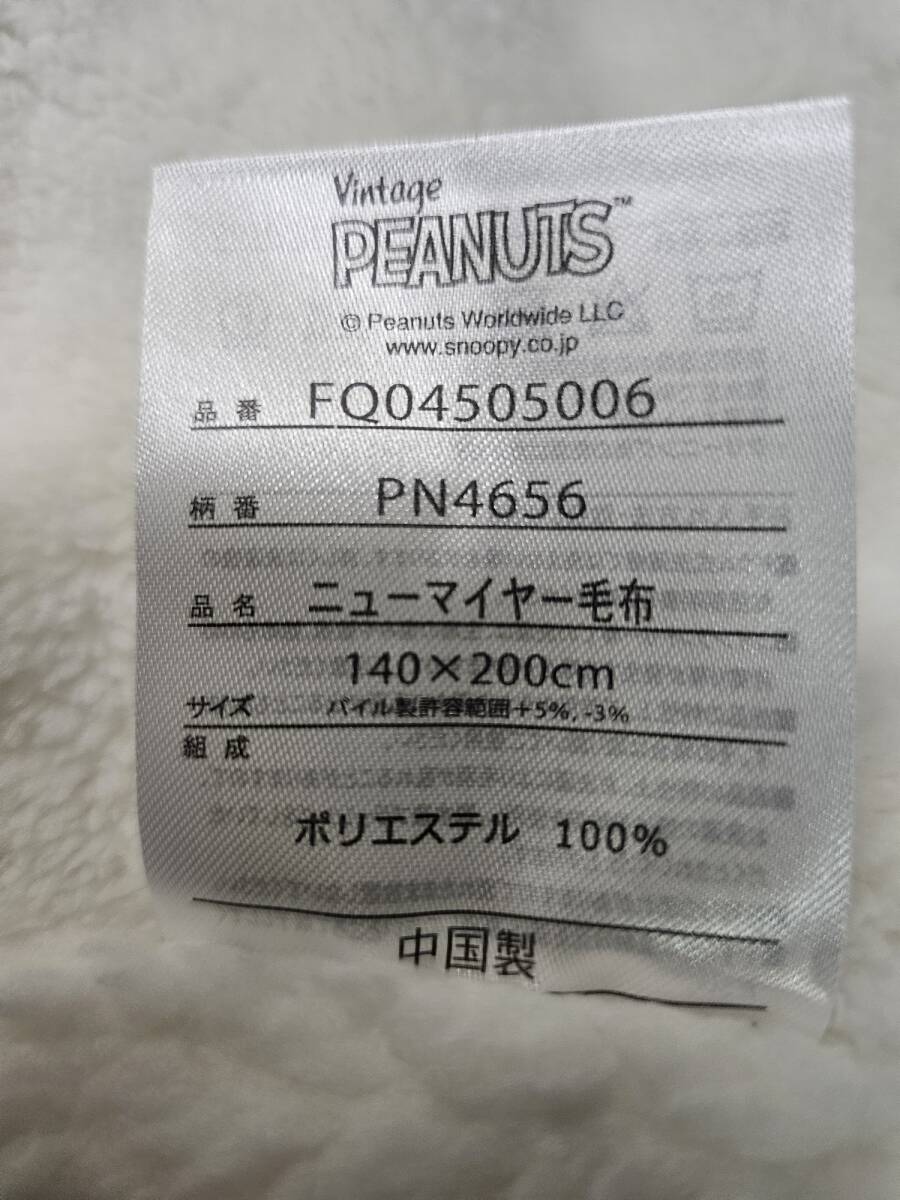 Vintage
PEANUTS™
© Peanuts Worldwide LLC
www.snoopy.co.jp
品番 FQ04505006
柄番 PN4656
品名 ニューマイヤー毛布
140×200cm
サイズ パイル製許容範囲+5%, -3%
組成
ポリエステル 100%
中国製